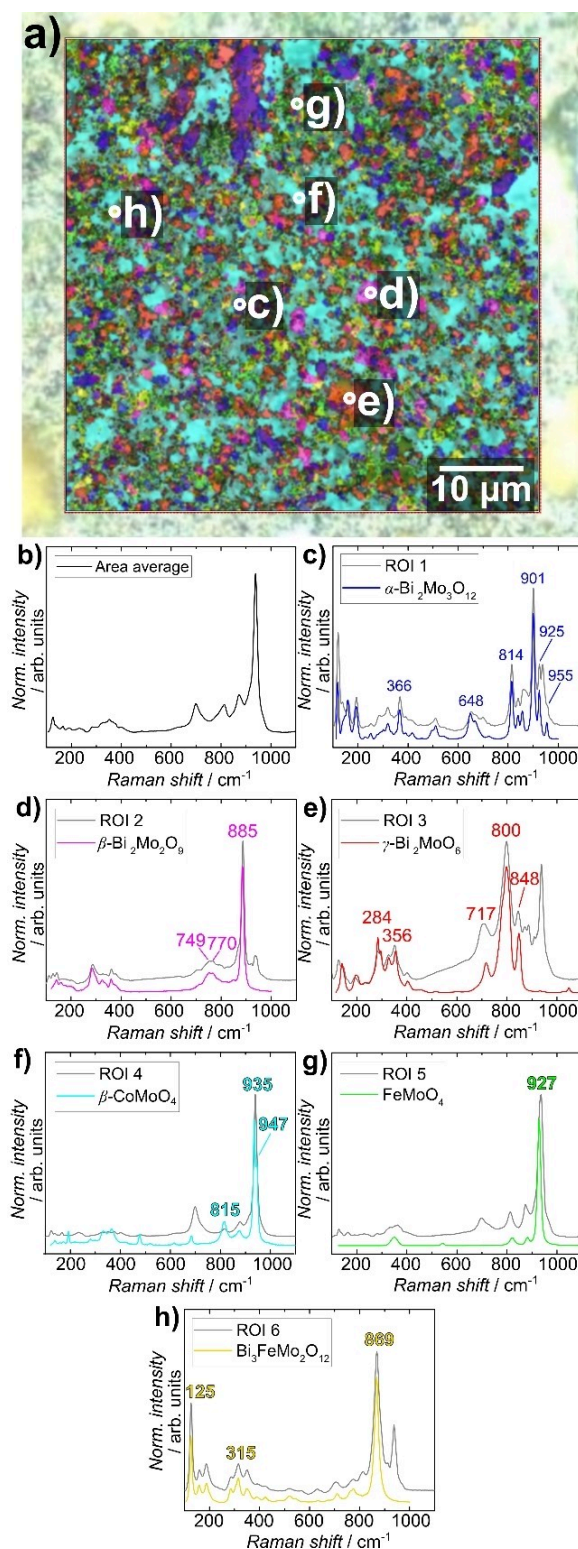 a)
g)
f)
h)
c)
d)
e)
10 µm
b)
Area average
Norm. intensity
/ arb. units
200 400 600 800 1000
Raman shift / cm⁻¹
c)
ROI 1
α-Bi₂Mo₃O₁₂
901
925
955
814
648
366
Norm. intensity
/ arb. units
200 400 600 800 1000
Raman shift / cm⁻¹
d)
ROI 2
β-Bi₂Mo₂O₉
885
749
770
Norm. intensity
/ arb. units
200 400 600 800 1000
Raman shift / cm⁻¹
e)
ROI 3
γ-Bi₂MoO₆
800
848
717
284
356
Norm. intensity
/ arb. units
200 400 600 800 1000
Raman shift / cm⁻¹
f)
ROI 4
β-CoMoO₄
935
947
815
Norm. intensity
/ arb. units
200 400 600 800 1000
Raman shift / cm⁻¹
g)
ROI 5
FeMoO₄
927
Norm. intensity
/ arb. units
200 400 600 800 1000
Raman shift / cm⁻¹
h)
ROI 6
Bi₃FeMo₂O₁₂
869
125
315
Norm. intensity
/ arb. units
200 400 600 800 1000
Raman shift / cm⁻¹